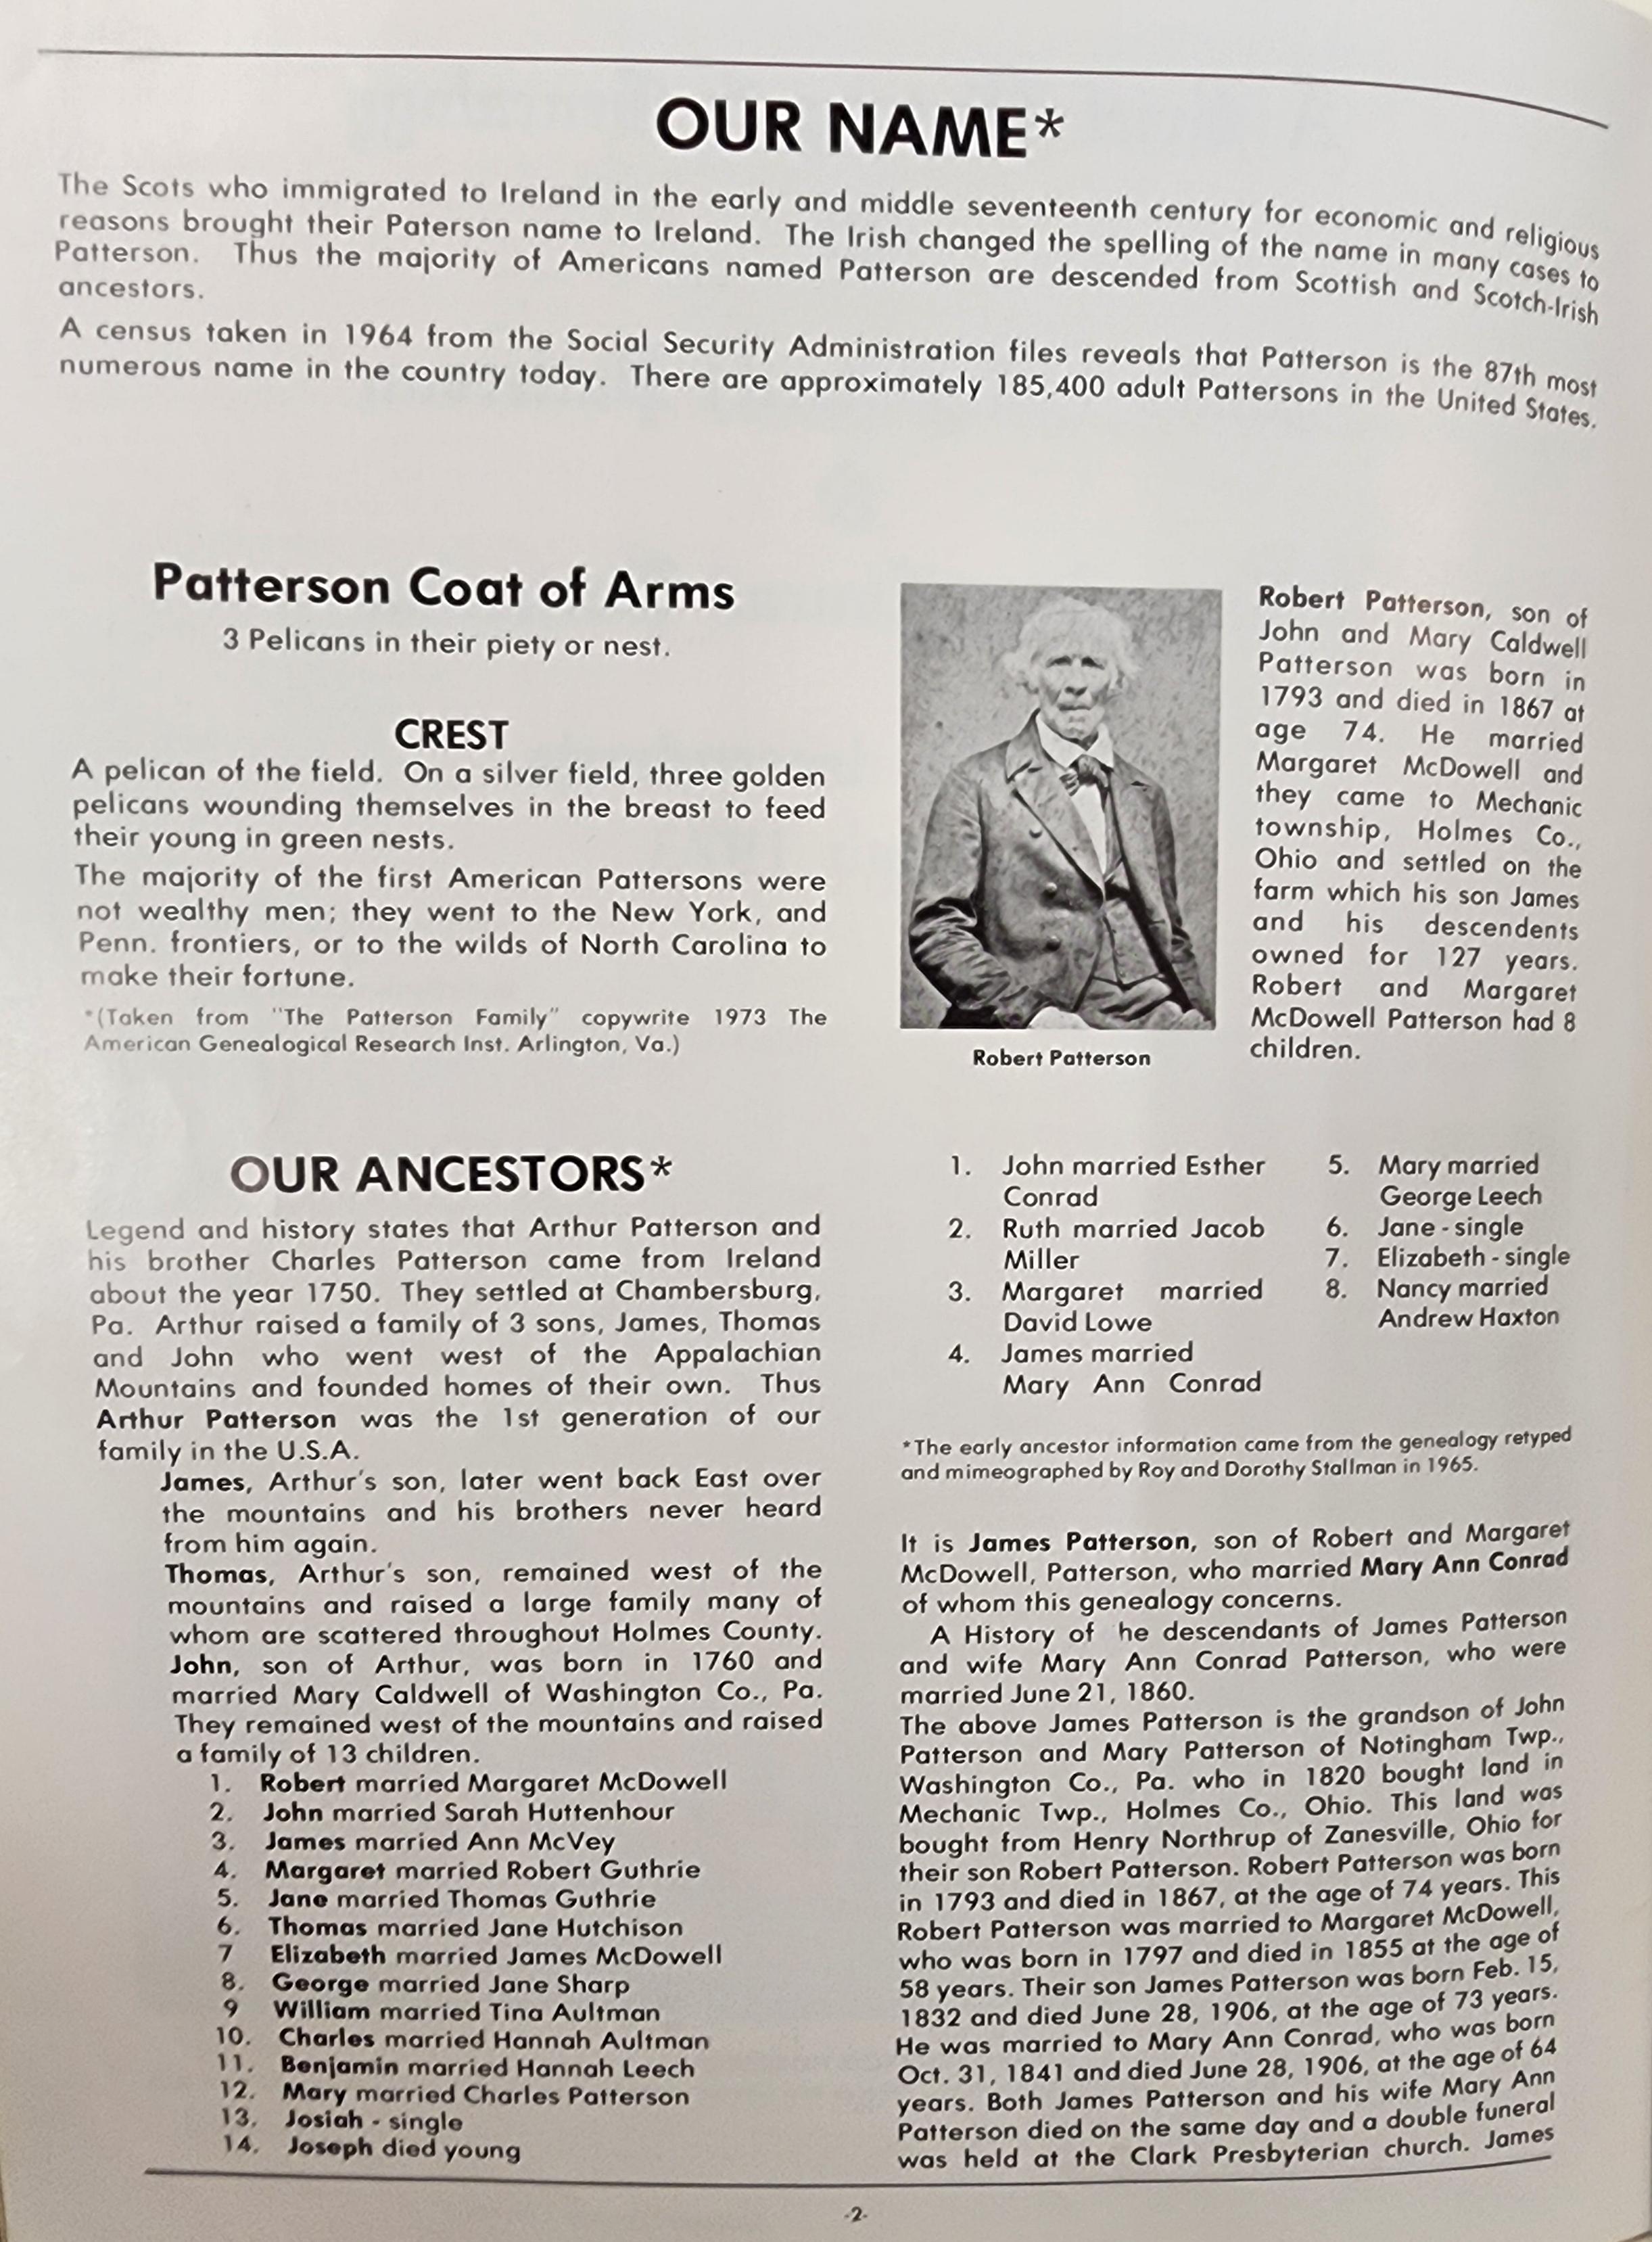 OUR NAME*
The Scots who immigrated to Ireland in the early and middle seventeenth century for economic and religious
reasons brought their Paterson name to Ireland. The Irish changed the spelling of the name in many cases to
Patterson. Thus the majority of Americans named Patterson are descended from Scottish and Scotch-Irish
ancestors.
A census taken in 1964 from the Social Security Administration files reveals that Patterson is the 87th most
numerous name in the country today. There are approximately 185,400 adult Pattersons in the United States.
Patterson Coat of Arms
3 Pelicans in their piety or nest.
CREST
A pelican of the field. On a silver field, three golden
pelicans wounding themselves in the breast to feed
their young in green nests.
The majority of the first American Pattersons were
not wealthy men; they went to the New York, and
Penn. frontiers, or to the wilds of North Carolina to
make their fortune.
*(Taken from "The Patterson Family" copywrite 1973 The
American Genealogical Research Inst. Arlington, Va.)
OUR ANCESTORS*
Legend and history states that Arthur Patterson and
his brother Charles Patterson came from Ireland
about the year 1750. They settled at Chambersburg,
Pa. Arthur raised a family of 3 sons, James, Thomas
and John who went west of the Appalachian
Mountains and founded homes of their own. Thus
Arthur Patterson was the 1st generation of our
family in the U.S.A.
James, Arthur's son, later went back East over
the mountains and his brothers never heard
from him again.
Thomas, Arthur's son, remained west of the
mountains and raised a large family many of
whom are scattered throughout Holmes County.
John, son of Arthur, was born in 1760 and
married Mary Caldwell of Washington Co., Pa.
They remained west of the mountains and raised
a family of 13 children.
1. Robert married Margaret McDowell
2. John married Sarah Huttenhour
3. James married Ann McVey
4. Margaret married Robert Guthrie
5. Jane married Thomas Guthrie
6. Thomas married Jane Hutchison
7 Elizabeth married James McDowell
8. George married Jane Sharp
9 William married Tina Aultman
10. Charles married Hannah Aultman
11. Benjamin married Hannah Leech
12. Mary married Charles Patterson
13. Josiah - single
14. Joseph died young
Robert Patterson
Robert Patterson, son of
John and Mary Caldwell
Patterson was born in
1793 and died in 1867 at
age 74. He married
Margaret McDowell and
they came to Mechanic
township, Holmes Co.,
Ohio and settled on the
farm which his son James
and his descendents
owned for 127 years.
Robert and Margaret
McDowell Patterson had 8
children.
1. John married Esther
Conrad
2. Ruth married Jacob
Miller
3. Margaret married
David Lowe
4. James married
Mary Ann Conrad
5. Mary married
George Leech
6. Jane - single
7. Elizabeth - single
8. Nancy married
Andrew Haxton
*The early ancestor information came from the genealogy retyped
and mimeographed by Roy and Dorothy Stallman in 1965.
It is James Patterson, son of Robert and Margaret
McDowell, Patterson, who married Mary Ann Conrad
of whom this genealogy concerns.
A History of he descendants of James Patterson
and wife Mary Ann Conrad Patterson, who were
married June 21, 1860.
The above James Patterson is the grandson of John
Patterson and Mary Patterson of Notingham Twp.,
Washington Co., Pa. who in 1820 bought land in
Mechanic Twp., Holmes Co., Ohio. This land was
bought from Henry Northrup of Zanesville, Ohio for
their son Robert Patterson. Robert Patterson was born
in 1793 and died in 1867, at the age of 74 years. This
Robert Patterson was married to Margaret McDowell,
who was born in 1797 and died in 1855 at the age of
58 years. Their son James Patterson was born Feb. 15,
1832 and died June 28, 1906, at the age of 73 years.
He was married to Mary Ann Conrad, who was born
Oct. 31, 1841 and died June 28, 1906, at the age of 64
years. Both James Patterson and his wife Mary Ann
Patterson died on the same day and a double funeral
was held at the Clark Presbyterian church. James
-2-